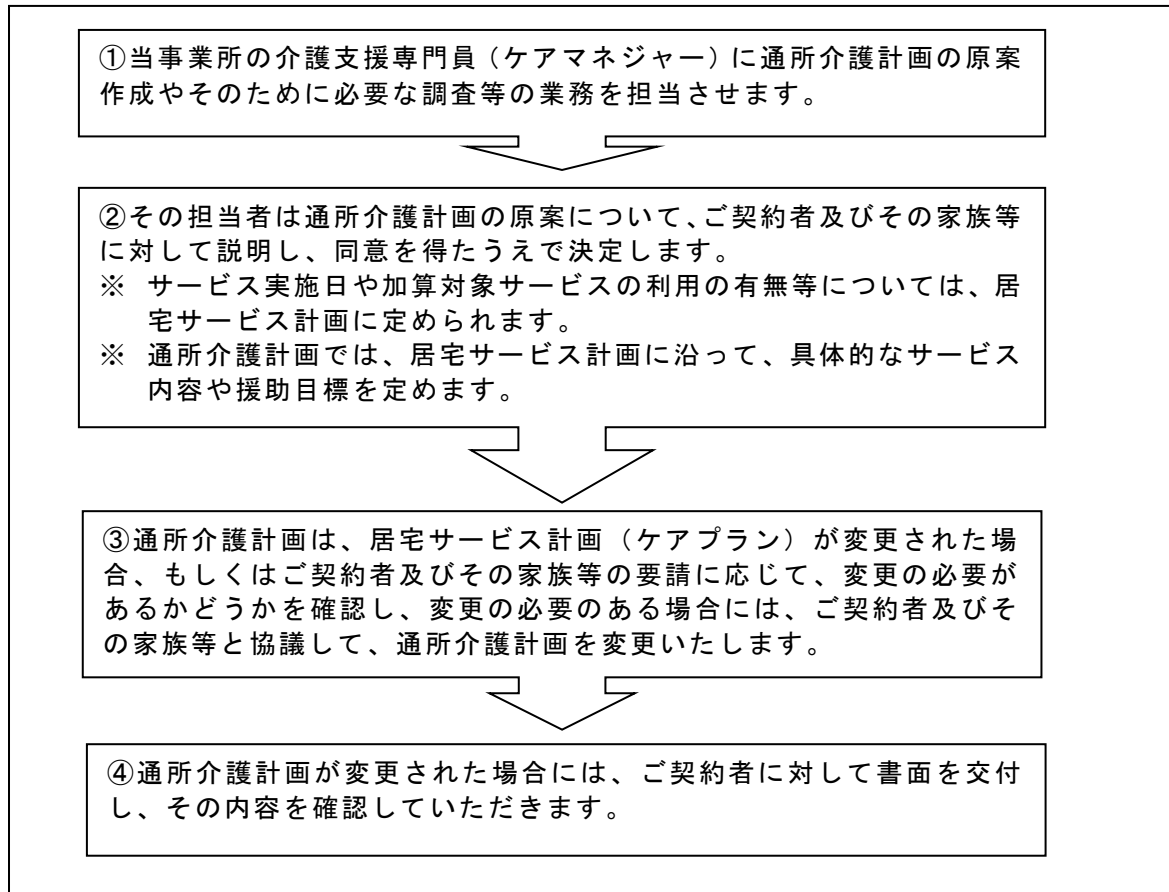 ①当事業所の介護支援専門員(ケアマネジャー)に通所介護計画の原案
作成やそのために必要な調査等の業務を担当させます。
②その担当者は通所介護計画の原案について、ご契約者及びその家族等
に対して説明し、同意を得たうえで決定します。
※ サービス実施日や加算対象サービスの利用の有無等については、居
宅サービス計画に定められます。
※ 通所介護計画では、居宅サービス計画に沿って、具体的なサービス
内容や援助目標を定めます。
③通所介護計画は、居宅サービス計画(ケアプラン)が変更された場
合、もしくはご契約者及びその家族等の要請に応じて、変更の必要が
あるかどうかを確認し、変更の必要のある場合には、ご契約者及びそ
の家族等と協議して、通所介護計画を変更いたします。
④通所介護計画が変更された場合には、ご契約者に対して書面を交付
し、その内容を確認していただきます。